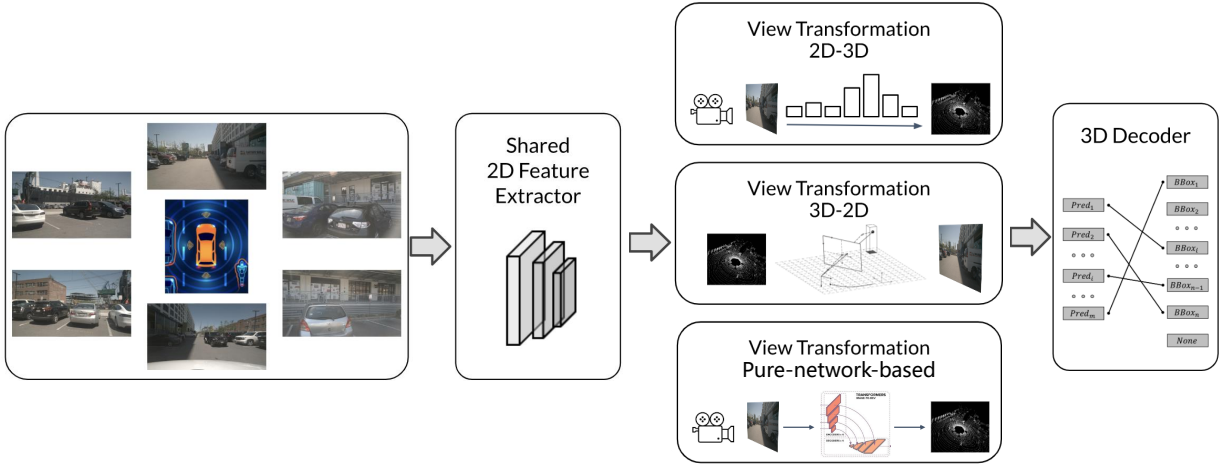 Shared
2D Feature
Extractor
View Transformation
2D-3D
View Transformation
3D-2D
View Transformation
Pure-network-based
TRANSFORMERS
3D Decoder
Pred₁
Pred₂
Predᵢ
Predₘ
BBox₁
BBox₂
BBoxᵢ
BBoxₙ₋₁
BBoxₙ
None